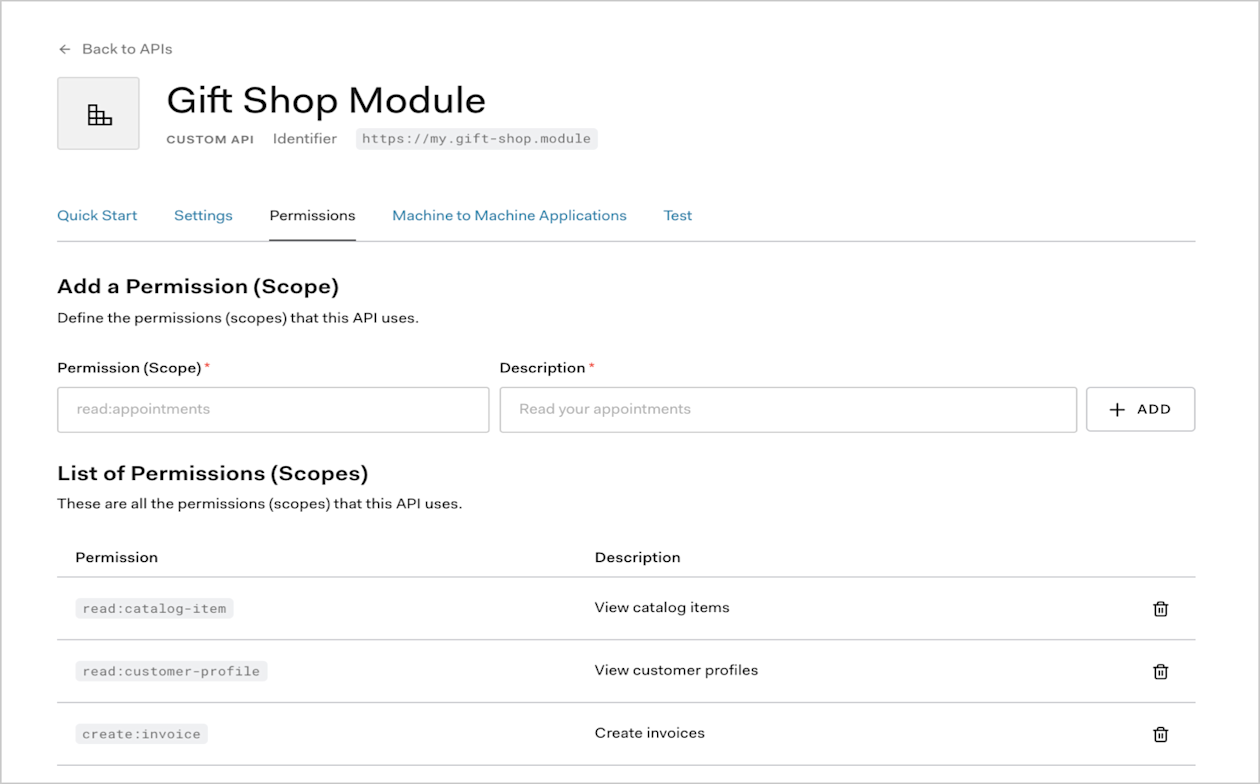 Back to APIs
Gift Shop Module
CUSTOM API Identifier https://my.gift-shop.module
Quick Start Settings Permissions Machine to Machine Applications Test
Add a Permission (Scope)
Define the permissions (scopes) that this API uses.
Permission (Scope) * Description *
read:appointments Read your appointments + ADD
List of Permissions (Scopes)
These are all the permissions (scopes) that this API uses.
Permission Description
read:catalog-item View catalog items
read:customer-profile View customer profiles
create:invoice Create invoices